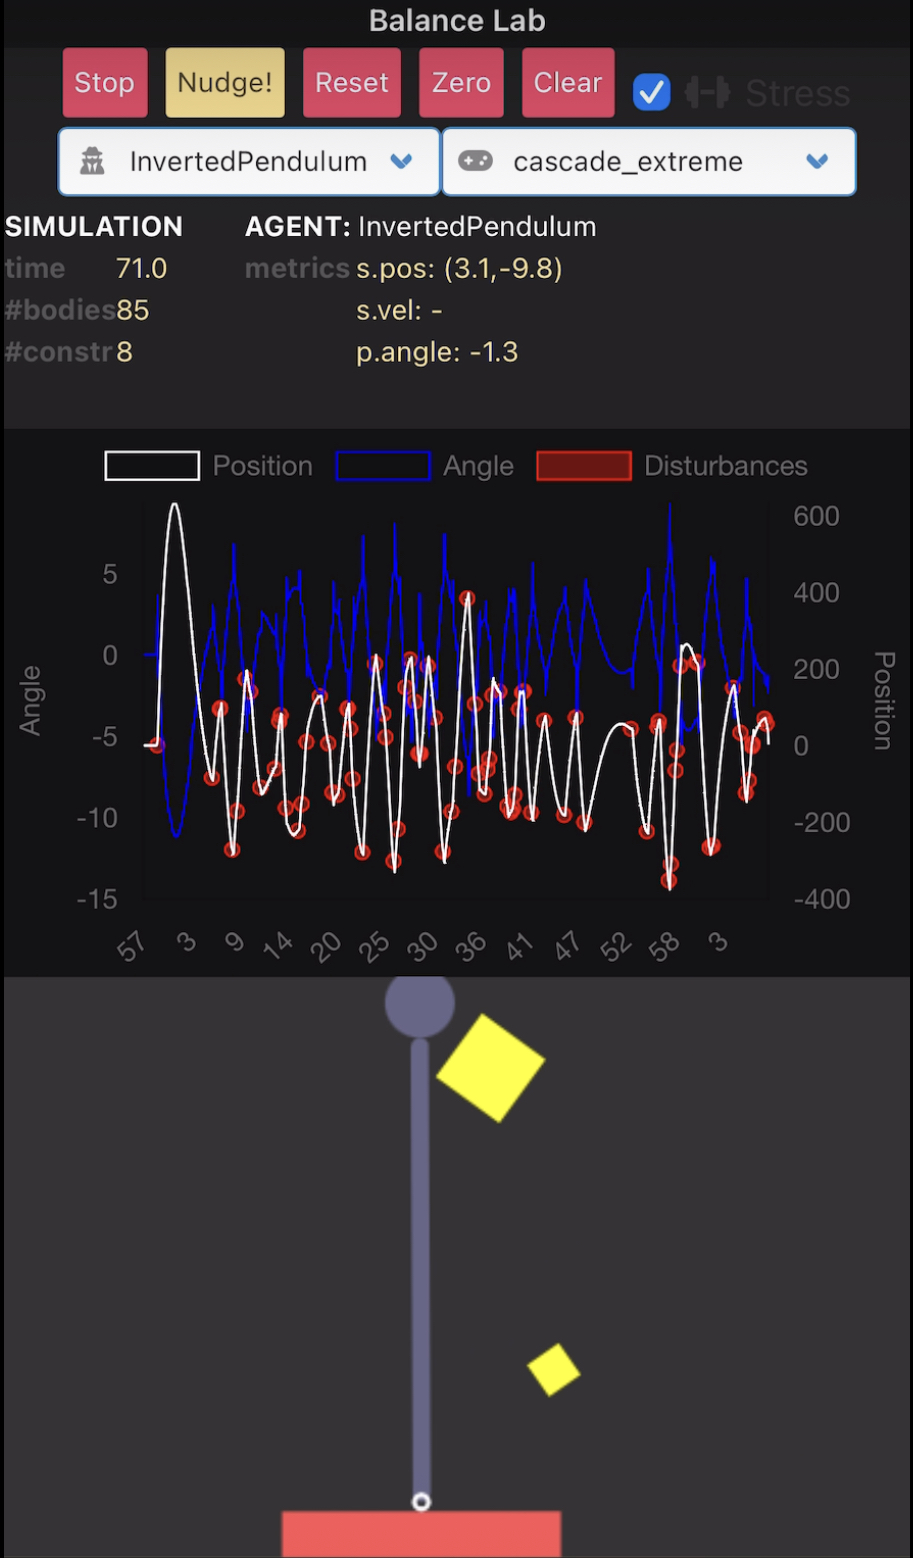 Balance Lab
Stop Nudge! Reset Zero Clear Stress
InvertedPendulum cascade_extreme
SIMULATION AGENT: InvertedPendulum
time 71.0 metrics s.pos: (3.1,-9.8)
#bodies 85 s.vel: -
#constr 8 p.angle: -1.3
Position Angle Disturbances
600
5 400
0 200
-5 0
-10 -200
-15 -400
Angle
Position
57 3 9 14 20 25 30 36 41 47 52 58 3